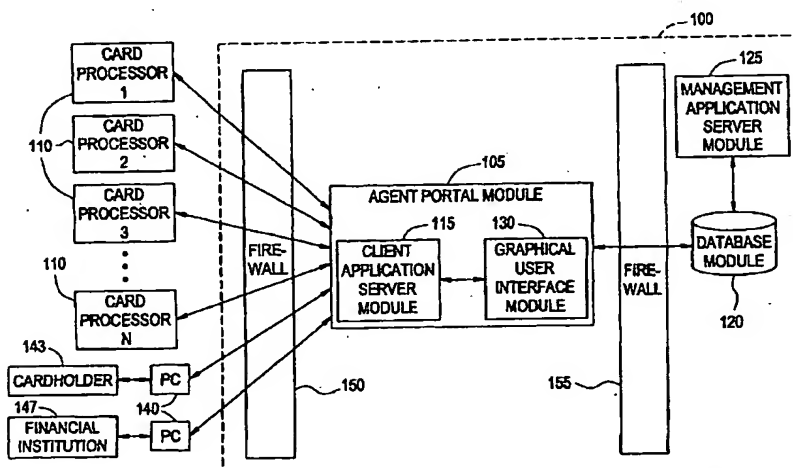 100
CARD
PROCESSOR
1
110
CARD
PROCESSOR
2
CARD
PROCESSOR
3
110
CARD
PROCESSOR
N
143
CARDHOLDER
PC
147
140
FINANCIAL
INSTITUTION
PC
FIRE-
WALL
150
105
AGENT PORTAL MODULE
115
CLIENT
APPLICATION
SERVER
MODULE
130
GRAPHICAL
USER
INTERFACE
MODULE
FIRE-
WALL
155
125
MANAGEMENT
APPLICATION
SERVER
MODULE
DATABASE
MODULE
120